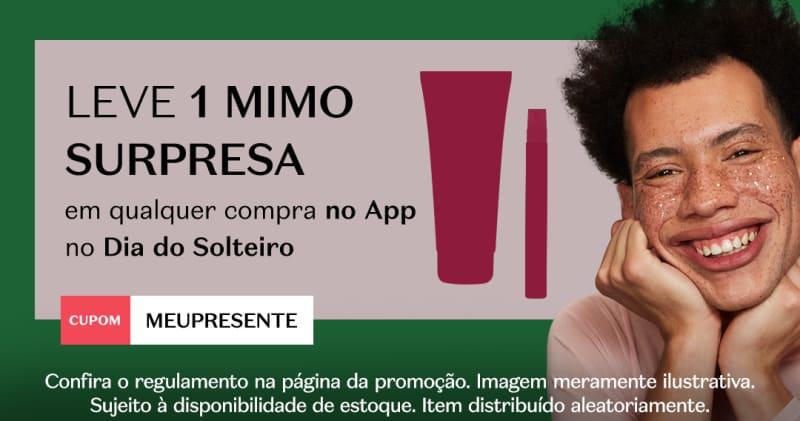 LEVE 1 MIMO
SURPRESA
em qualquer compra no App
no Dia do Solteiro
CUPOM MEUPRESENTE
Confira o regulamento na página da promoção. Imagem meramente ilustrativa.
Sujeito à disponibilidade de estoque. Item distribuído aleatoriamente.